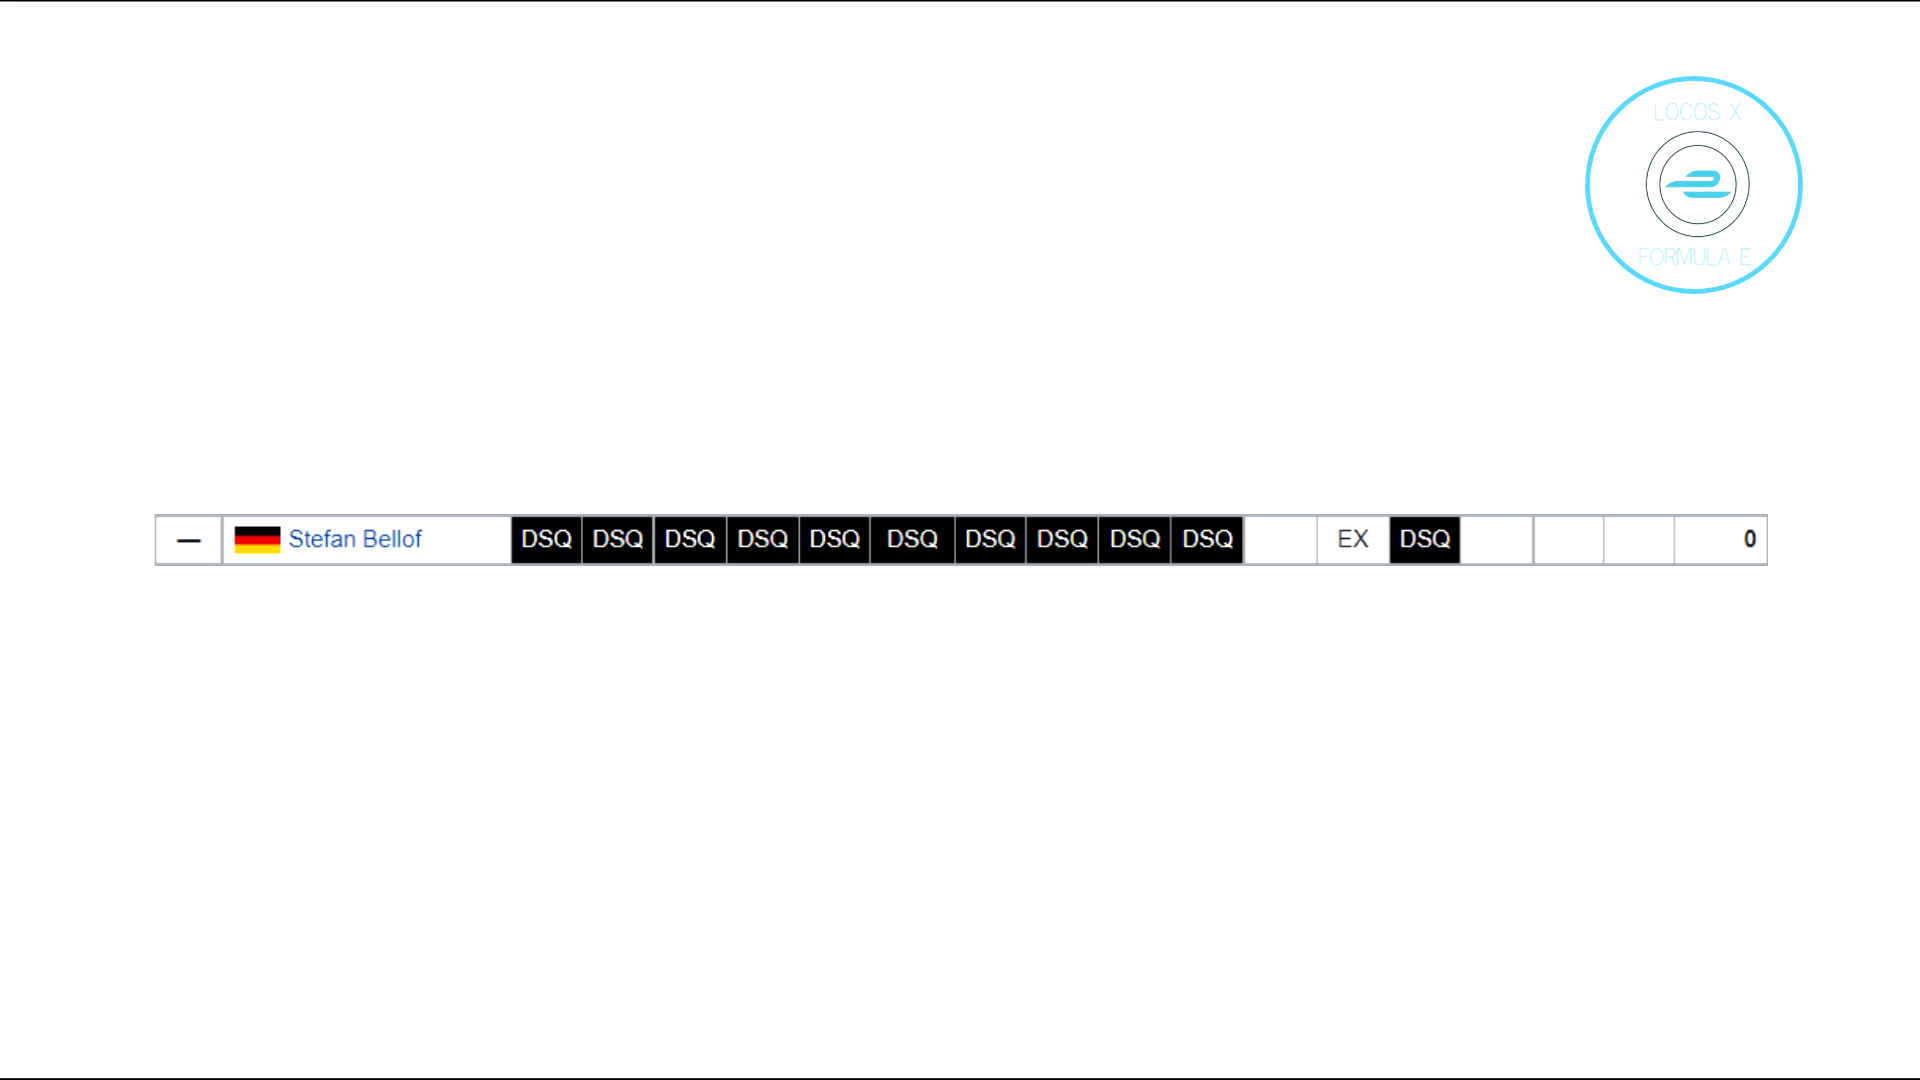 LOCOS X
FORMULA E
— Stefan Bellof DSQ DSQ DSQ DSQ DSQ DSQ DSQ DSQ DSQ DSQ EX DSQ 0